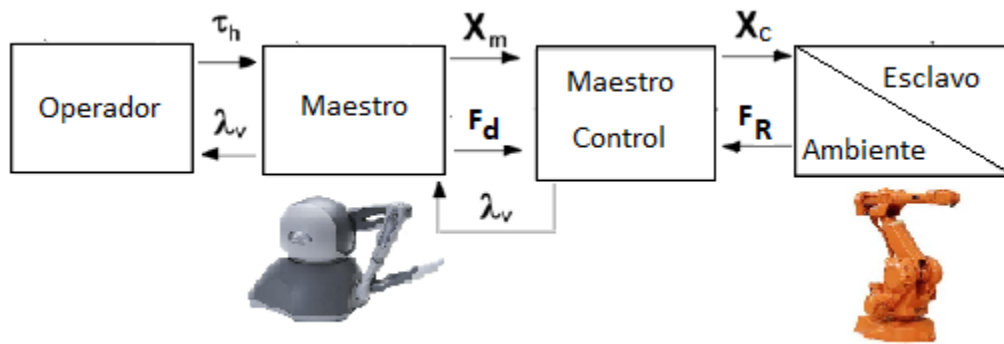 τh
Xm
XC
Operador
Maestro
Maestro
Control
Esclavo
Ambiente
λv
Fd
FR
λv